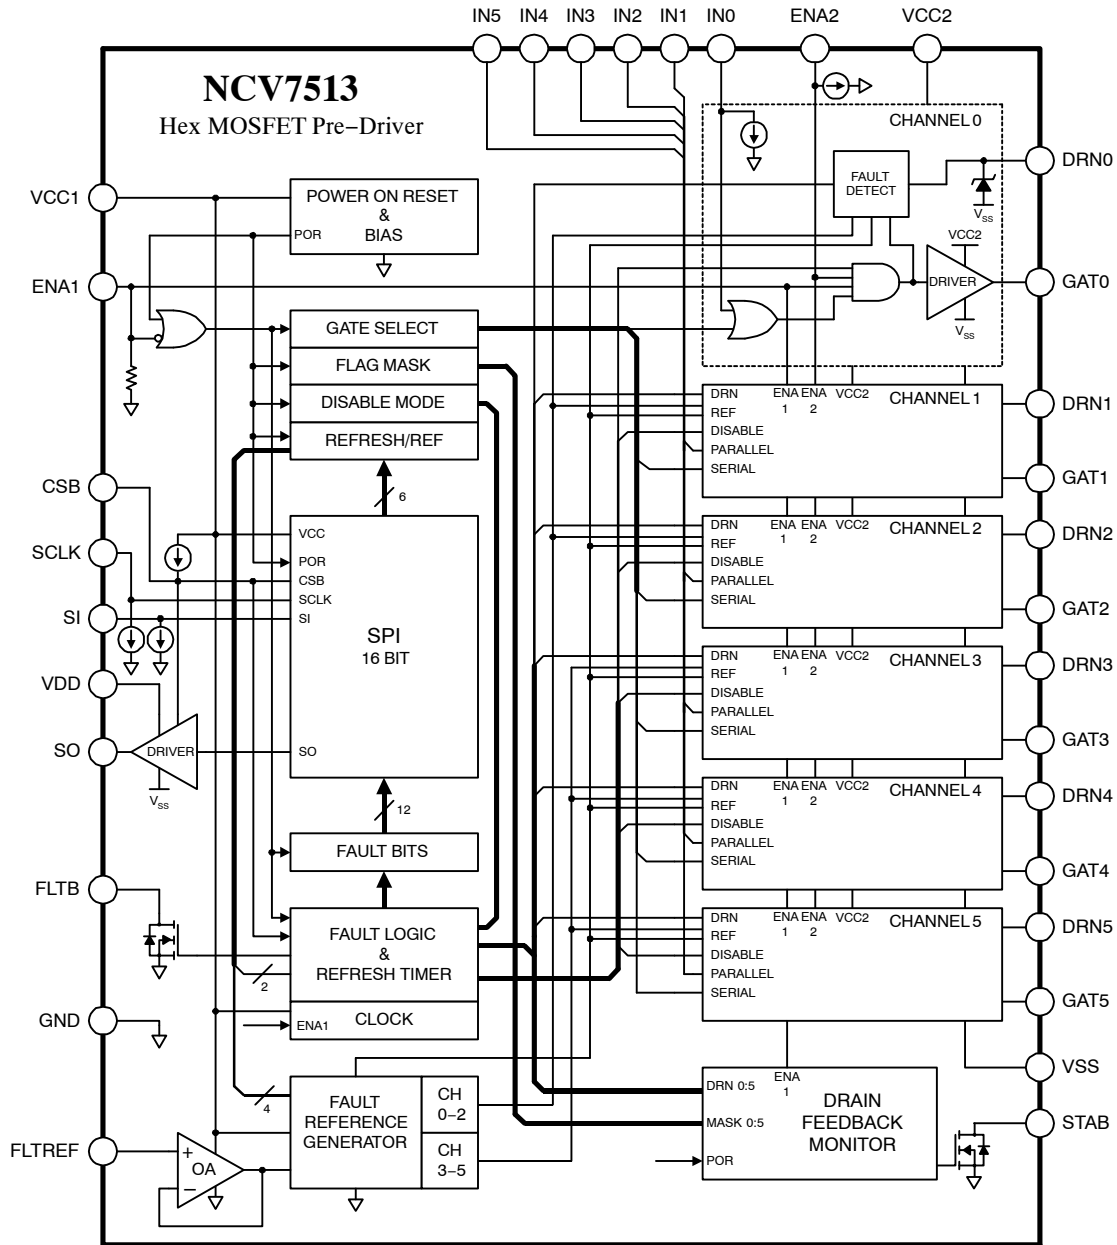 IN5 IN4 IN3 IN2 IN1 IN0 ENA2 VCC2
NCV7513
Hex MOSFET Pre-Driver
CHANNEL 0
VCC1
ENA1
CSB
SCLK
SI
VDD
SO
FLTB
GND
FLTREF
DRN0
GAT0
DRN1
GAT1
DRN2
GAT2
DRN3
GAT3
DRN4
GAT4
DRN5
GAT5
VSS
STAB
POWER ON RESET
&
BIAS
POR
FAULT
DETECT
VSS
VCC2
DRIVER
VSS
GATE SELECT
FLAG MASK
DISABLE MODE
REFRESH/REF
6
VCC
POR
CSB
SCLK
SI
SPI
16 BIT
SO
DRIVER
VSS
12
FAULT BITS
FAULT LOGIC
&
REFRESH TIMER
2
CLOCK
ENA1
4
FAULT
REFERENCE
GENERATOR
CH
0-2
CH
3-5
+
OA
−
DRN
REF
DISABLE
PARALLEL
SERIAL
ENA
1
ENA
2
VCC2
CHANNEL 1
DRN
REF
DISABLE
PARALLEL
SERIAL
ENA
1
ENA
2
VCC2
CHANNEL 2
DRN
REF
DISABLE
PARALLEL
SERIAL
ENA
1
ENA
2
VCC2
CHANNEL 3
DRN
REF
DISABLE
PARALLEL
SERIAL
ENA
1
ENA
2
VCC2
CHANNEL 4
DRN
REF
DISABLE
PARALLEL
SERIAL
ENA
1
ENA
2
VCC2
CHANNEL 5
DRN 0:5
MASK 0:5
POR
ENA
1
DRAIN
FEEDBACK
MONITOR